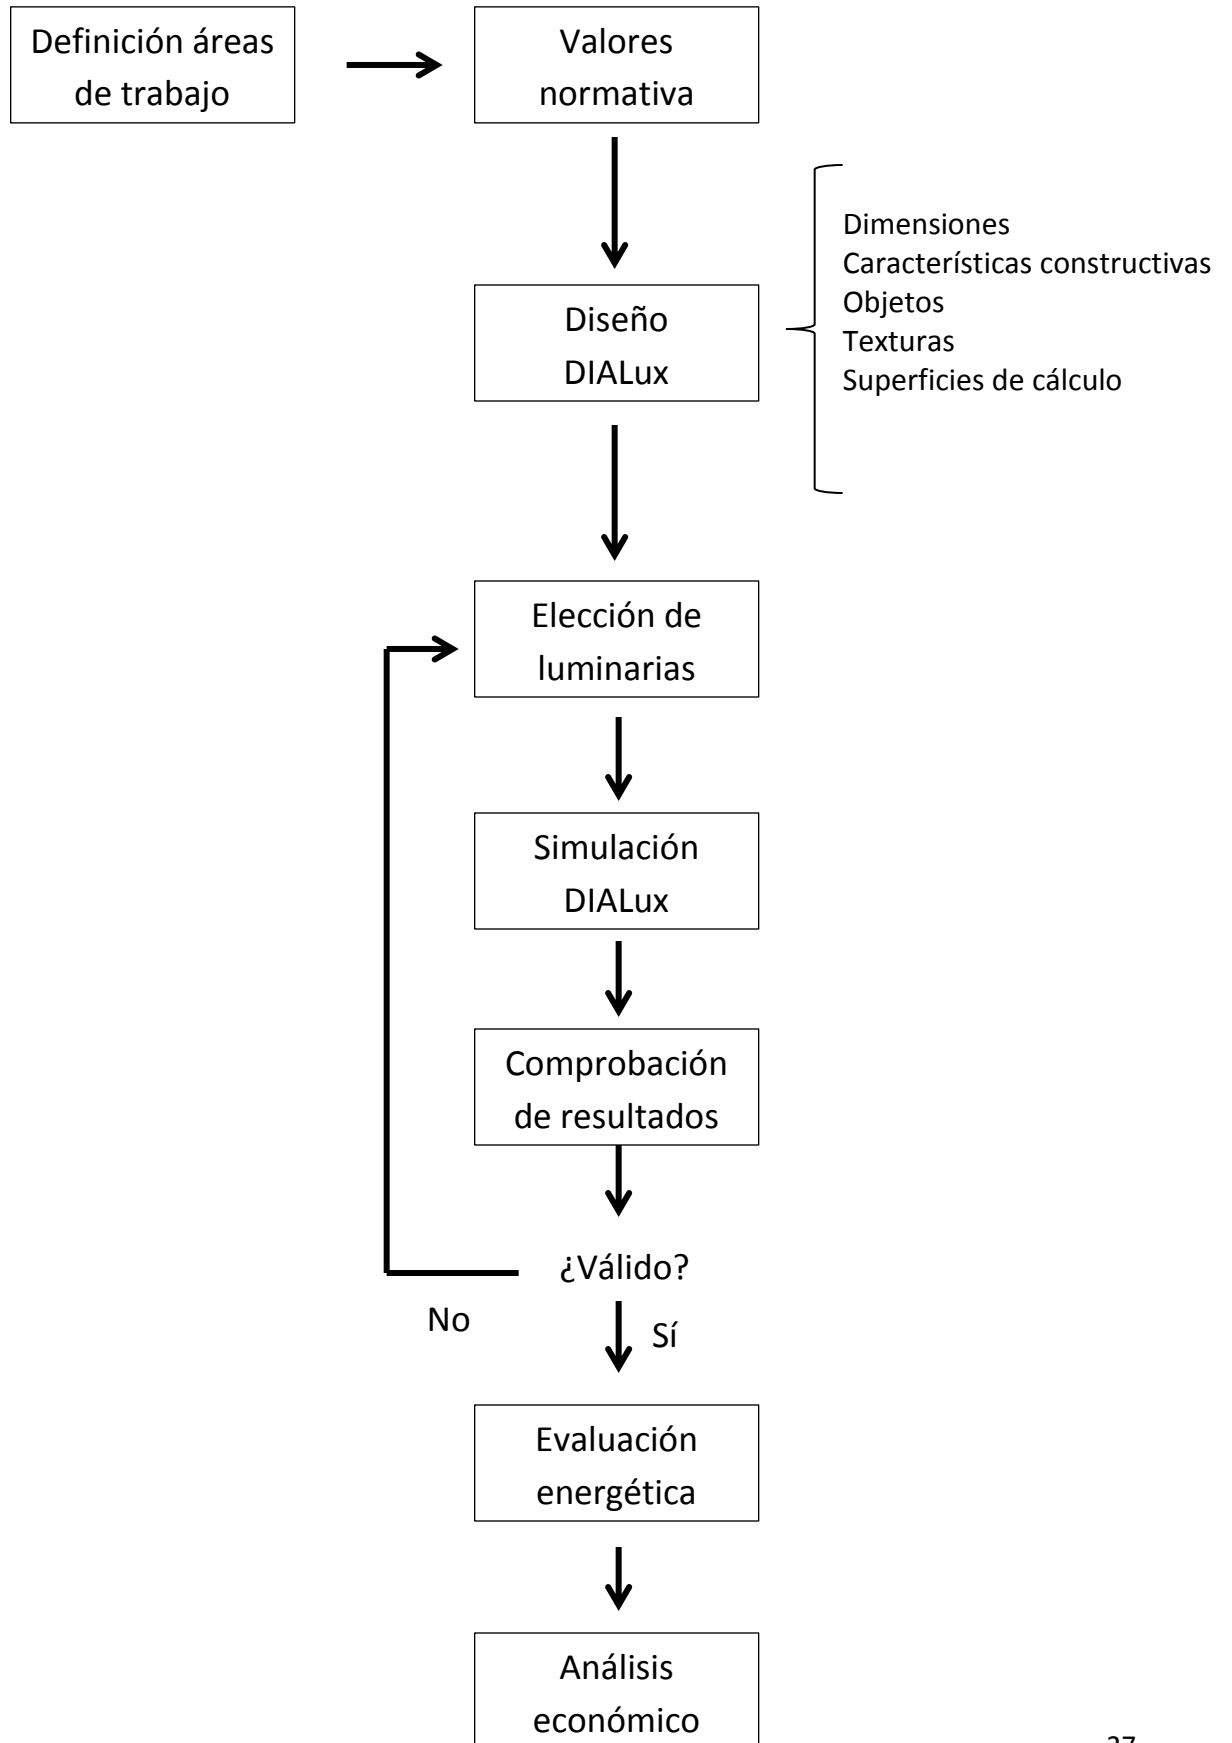 Definición áreas
de trabajo
Valores
normativa
Diseño
DIALux
Dimensiones
Características constructivas
Objetos
Texturas
Superficies de cálculo
Elección de
luminarias
Simulación
DIALux
Comprobación
de resultados
¿Válido?
No
Sí
Evaluación
energética
Análisis
económico